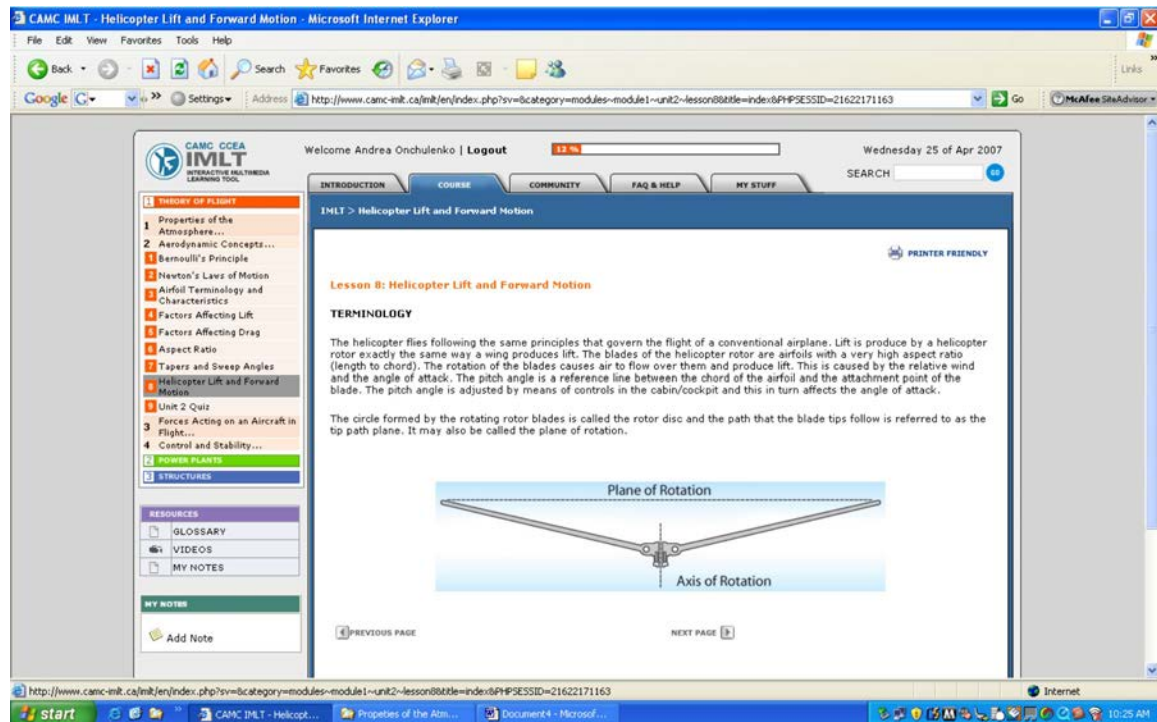 CAMC IMLT - Helicopter Lift and Forward Motion - Microsoft Internet Explorer
File Edit View Favorites Tools Help
Back Search Favorites Links
Google G Settings Address http://www.camc-imlt.ca/imlt/en/index.php?sv=&category=modules~module1~unit2~lesson8&title=index&PHPSESSID=21622171163 Go McAfee SiteAdvisor
CAMC CCEA
IMLT
INTERACTIVE MULTIMEDIA
LEARNING TOOL
Welcome Andrea Onchulenko | Logout 12 % Wednesday 25 of Apr 2007
SEARCH GO
INTRODUCTION COURSE COMMUNITY FAQ & HELP MY STUFF
IMLT > Helicopter Lift and Forward Motion
1 THEORY OF FLIGHT
1 Properties of the
Atmosphere...
2 Aerodynamic Concepts...
1 Bernoulli's Principle
2 Newton's Laws of Motion
3 Airfoil Terminology and
Characteristics
4 Factors Affecting Lift
5 Factors Affecting Drag
6 Aspect Ratio
7 Tapers and Sweep Angles
8 Helicopter Lift and Forward
Motion
9 Unit 2 Quiz
3 Forces Acting on an Aircraft in
Flight...
4 Control and Stability...
2 POWER PLANTS
3 STRUCTURES
RESOURCES
GLOSSARY
VIDEOS
MY NOTES
MY NOTES
Add Note
PRINTER FRIENDLY
Lesson 8: Helicopter Lift and Forward Motion
TERMINOLOGY
The helicopter flies following the same principles that govern the flight of a conventional airplane. Lift is produce by a helicopter
rotor exactly the same way a wing produces lift. The blades of the helicopter rotor are airfoils with a very high aspect ratio
(length to chord). The rotation of the blades causes air to flow over them and produce lift. This is caused by the relative wind
and the angle of attack. The pitch angle is a reference line between the chord of the airfoil and the attachment point of the
blade. The pitch angle is adjusted by means of controls in the cabin/cockpit and this in turn affects the angle of attack.
The circle formed by the rotating rotor blades is called the rotor disc and the path that the blade tips follow is referred to as the
tip path plane. It may also be called the plane of rotation.
Plane of Rotation
Axis of Rotation
PREVIOUS PAGE NEXT PAGE
http://www.camc-imlt.ca/imlt/en/index.php?sv=&category=modules~module1~unit2~lesson8&title=index&PHPSESSID=21622171163 Internet
start CAMC IMLT - Helicopt... Propeties of the Atm... Document4 - Microsof... 10:25 AM